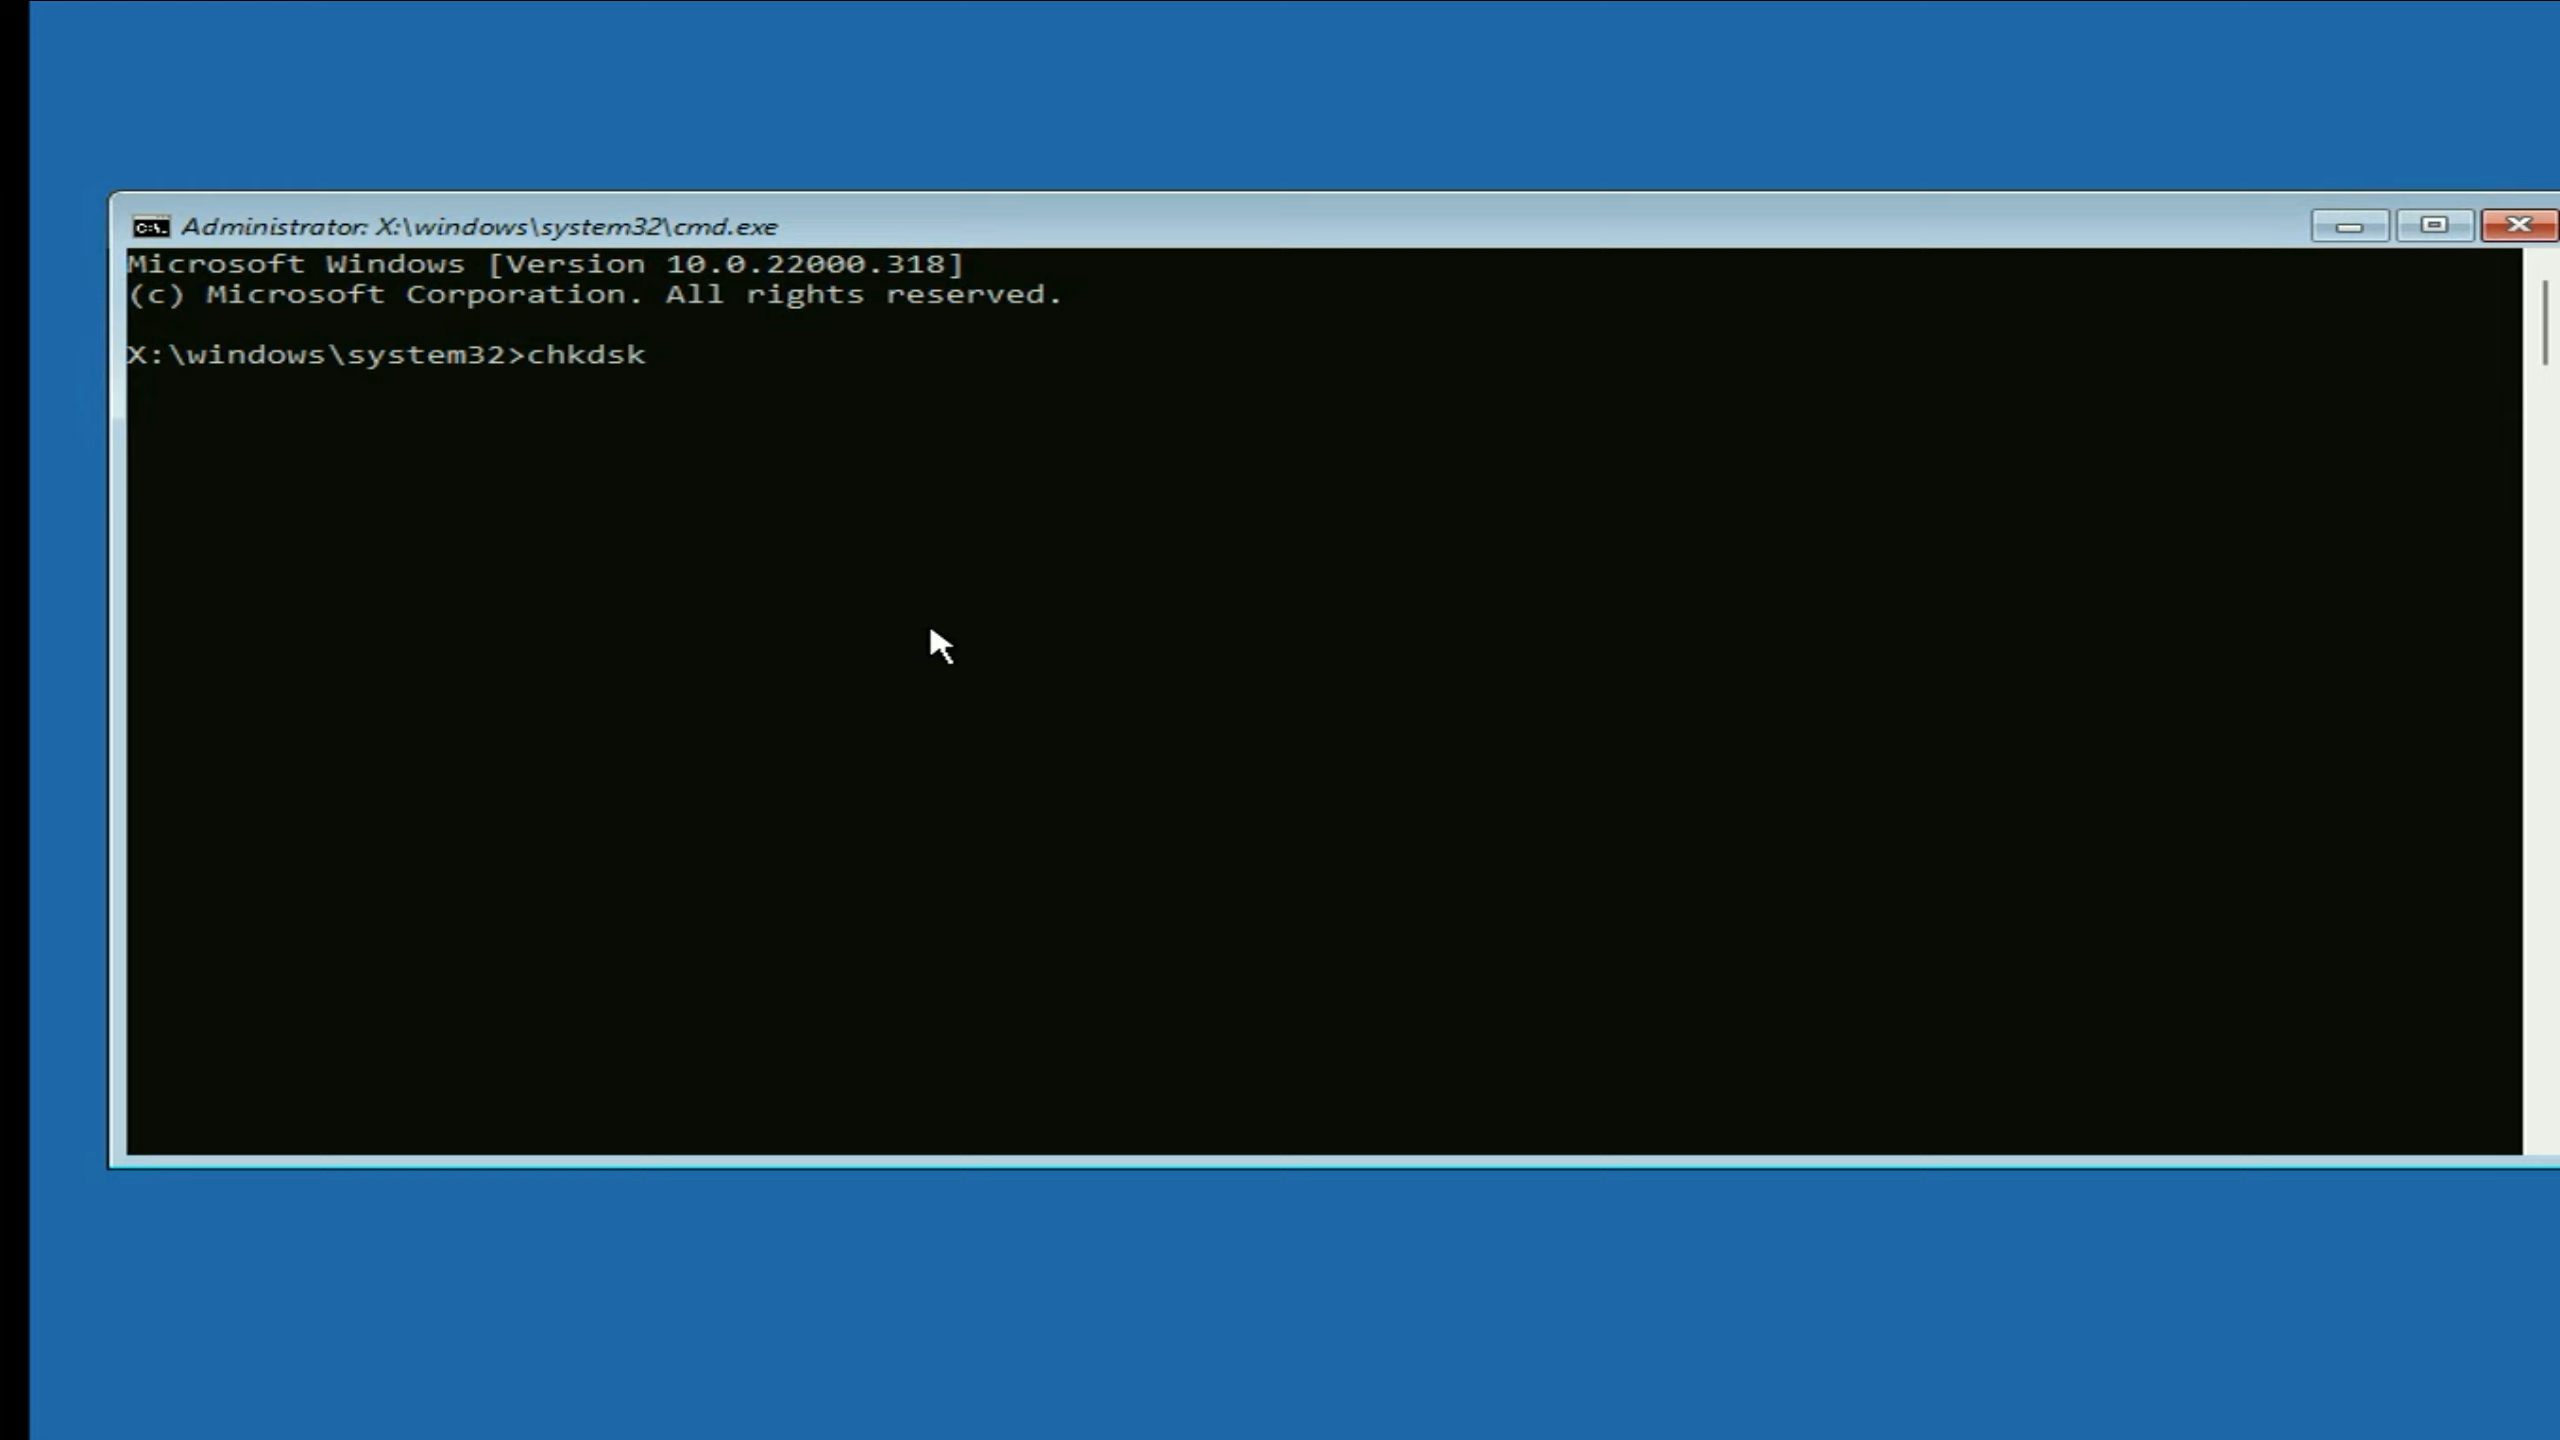 Administrator: X:\windows\system32\cmd.exe
Microsoft Windows [Version 10.0.22000.318]
(c) Microsoft Corporation. All rights reserved.
X:\windows\system32>chkdsk